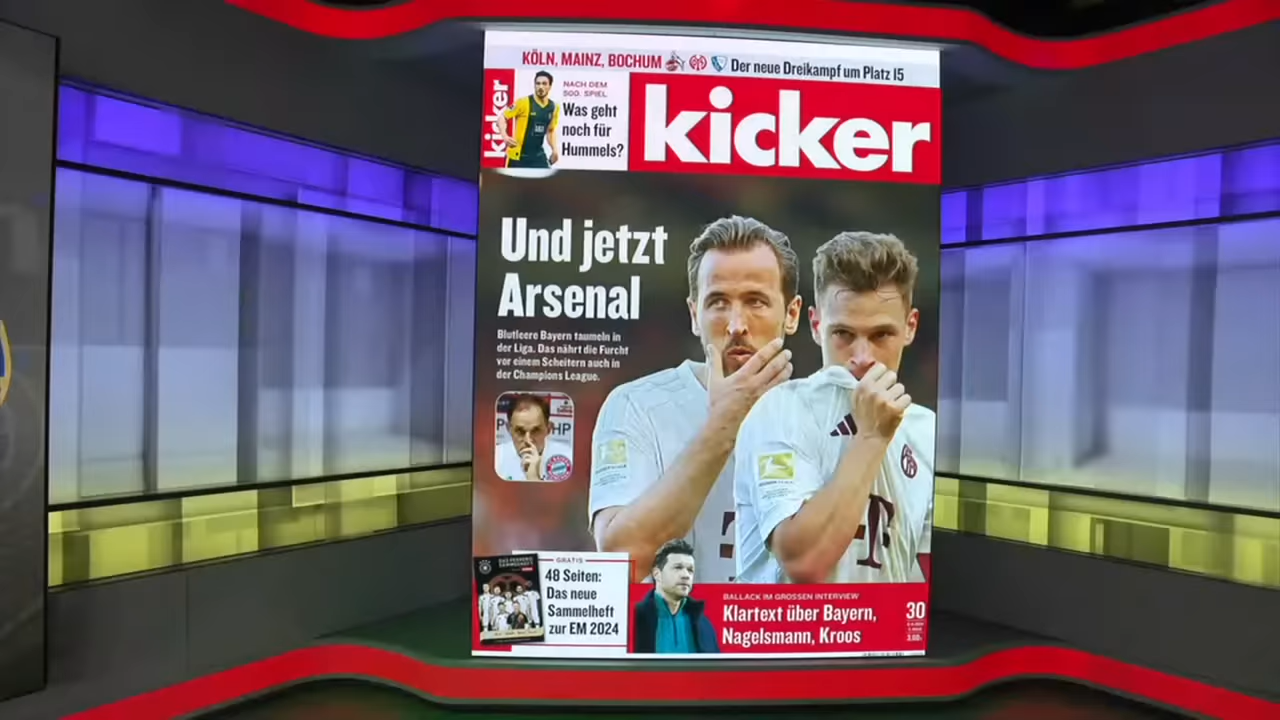 KÖLN, MAINZ, BOCHUM Der neue Dreikampf um Platz 15
kicker
NACH DEM
500. SPIEL
Was geht
noch für
Hummels?
kicker
Und jetzt
Arsenal
Blutleere Bayern taumeln in
der Liga. Das nährt die Furcht
vor einem Scheitern auch in
der Champions League.
GRATIS
48 Seiten:
Das neue
Sammelheft
zur EM 2024
BALLACK IM GROSSEN INTERVIEW
Klartext über Bayern,
Nagelsmann, Kroos
30